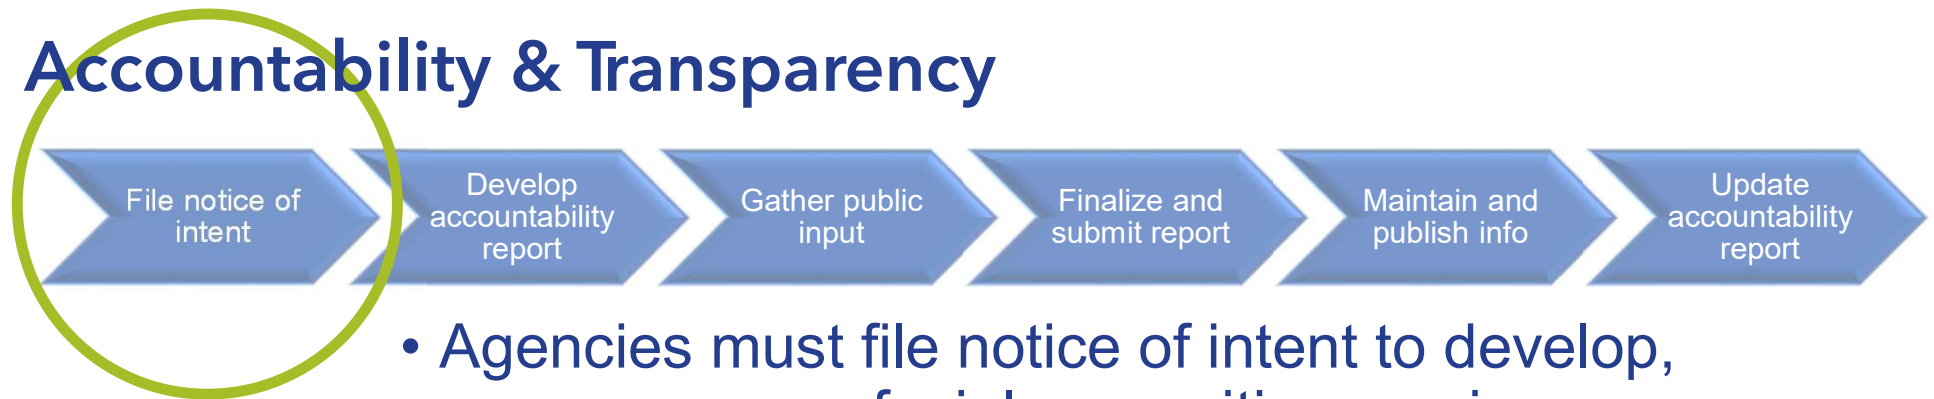 Accountability & Transparency
File notice of
intent
Develop
accountability
report
Gather public
input
Finalize and
submit report
Maintain and
publish info
Update
accountability
report
• Agencies must file notice of intent to develop,